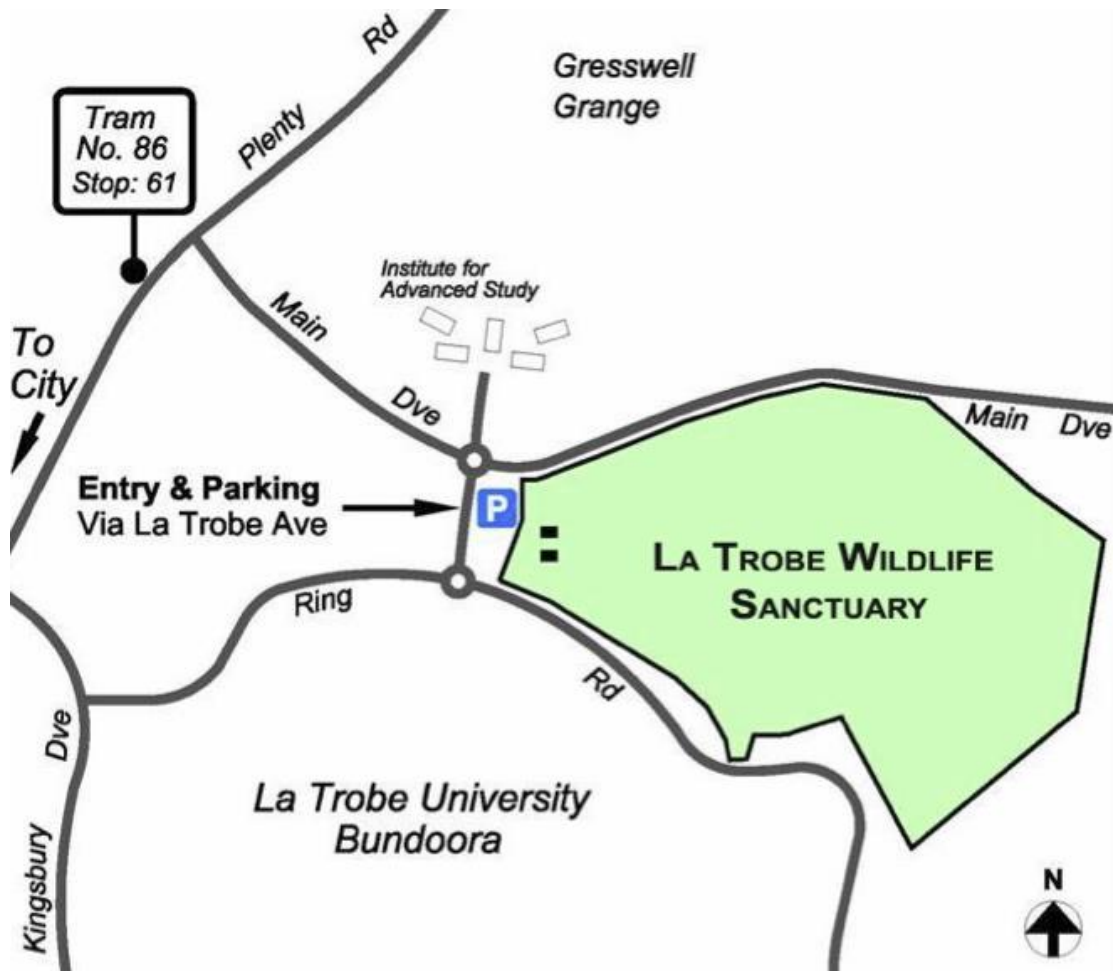 Plenty Rd
Gresswell
Grange
Tram
No. 86
Stop: 61
Institute for
Advanced Study
Main Dve
To
City
Main Dve
Entry & Parking
Via La Trobe Ave
P
LA TROBE WILDLIFE
SANCTUARY
Ring Rd
Kingsbury Dve
La Trobe University
Bundoora
N